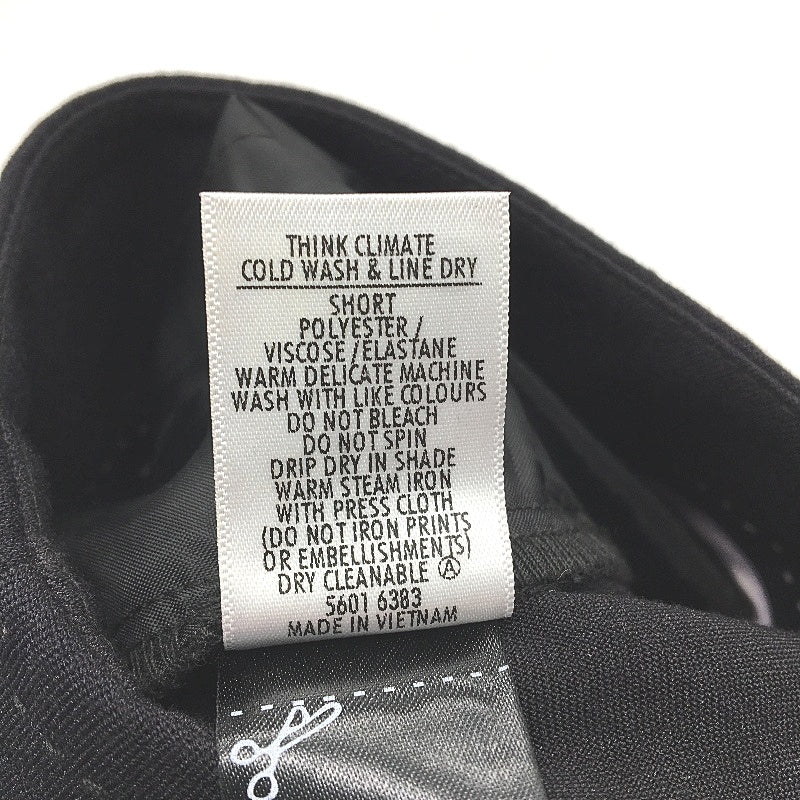 THINK CLIMATE
COLD WASH & LINE DRY
SHORT
POLYESTER/
VISCOSE/ELASTANE
WARM DELICATE MACHINE
WASH WITH LIKE COLOURS
DO NOT BLEACH
DO NOT SPIN
DRIP DRY IN SHADE
WARM STEAM IRON
WITH PRESS CLOTH
(DO NOT IRON PRINTS
OR EMBELLISHMENTS)
DRY CLEANABLE Ⓐ
5601 6383
MADE IN VIETNAM